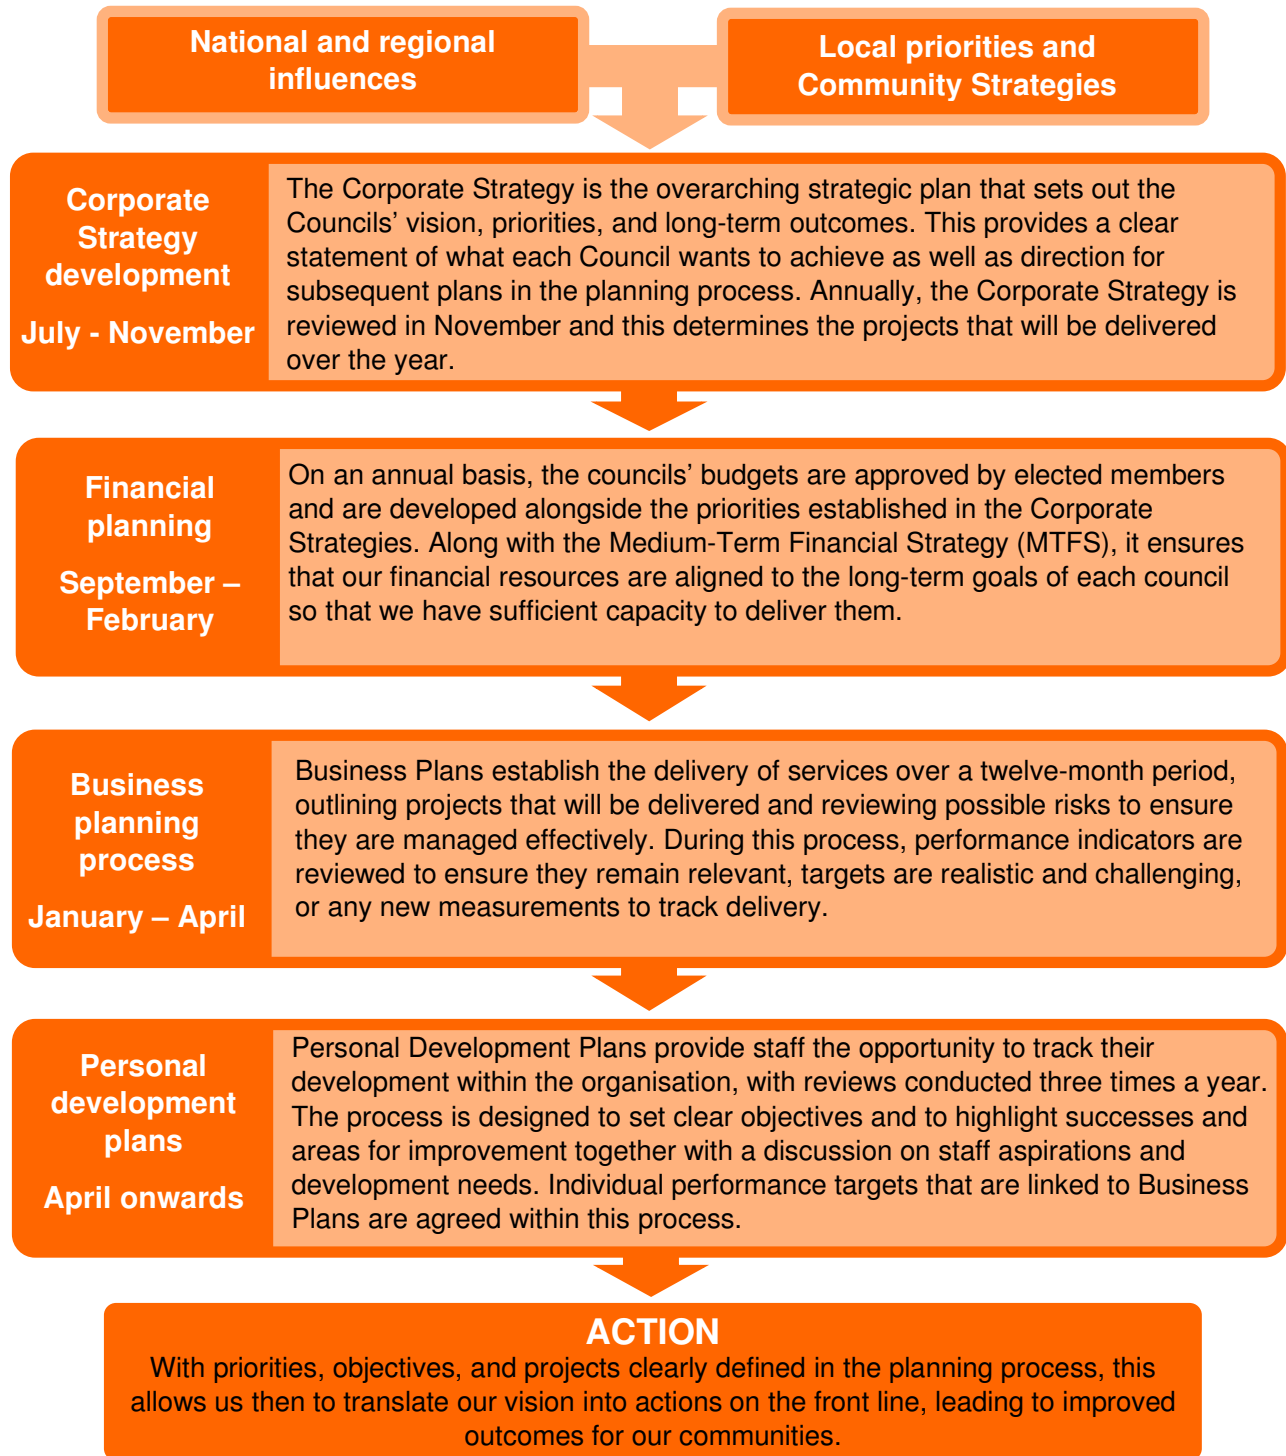 National and regional
influences
Local priorities and
Community Strategies
Corporate
Strategy
development
July - November
The Corporate Strategy is the overarching strategic plan that sets out the
Councils’ vision, priorities, and long-term outcomes. This provides a clear
statement of what each Council wants to achieve as well as direction for
subsequent plans in the planning process. Annually, the Corporate Strategy is
reviewed in November and this determines the projects that will be delivered
over the year.
Financial
planning
September –
February
On an annual basis, the councils’ budgets are approved by elected members
and are developed alongside the priorities established in the Corporate
Strategies. Along with the Medium-Term Financial Strategy (MTFS), it ensures
that our financial resources are aligned to the long-term goals of each council
so that we have sufficient capacity to deliver them.
Business
planning
process
January – April
Business Plans establish the delivery of services over a twelve-month period,
outlining projects that will be delivered and reviewing possible risks to ensure
they are managed effectively. During this process, performance indicators are
reviewed to ensure they remain relevant, targets are realistic and challenging,
or any new measurements to track delivery.
Personal
development
plans
April onwards
Personal Development Plans provide staff the opportunity to track their
development within the organisation, with reviews conducted three times a year.
The process is designed to set clear objectives and to highlight successes and
areas for improvement together with a discussion on staff aspirations and
development needs. Individual performance targets that are linked to Business
Plans are agreed within this process.
ACTION
With priorities, objectives, and projects clearly defined in the planning process, this
allows us then to translate our vision into actions on the front line, leading to improved
outcomes for our communities.